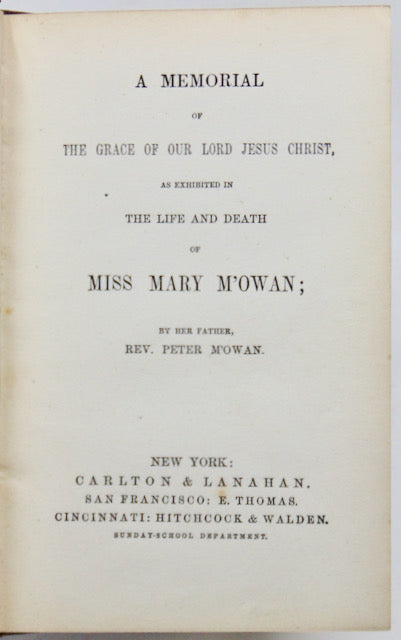 A MEMORIAL
OF
THE GRACE OF OUR LORD JESUS CHRIST,
AS EXHIBITED IN
THE LIFE AND DEATH
OF
MISS MARY M'OWAN;
BY HER FATHER,
REV. PETER M'OWAN.
NEW YORK:
CARLTON & LANAHAN.
SAN FRANCISCO: E. THOMAS.
CINCINNATI: HITCHCOCK & WALDEN.
SUNDAY-SCHOOL DEPARTMENT.